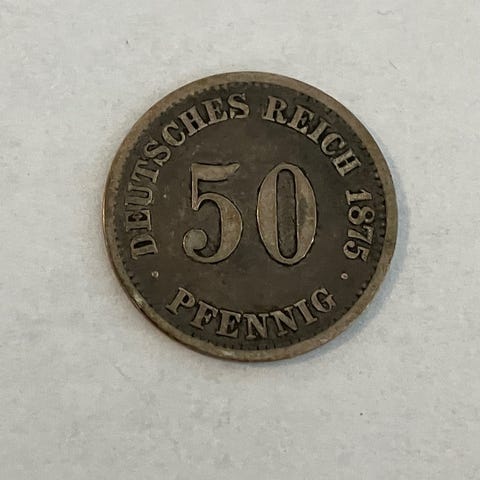 DEUTSCHES REICH 1875
50
PFENNIG